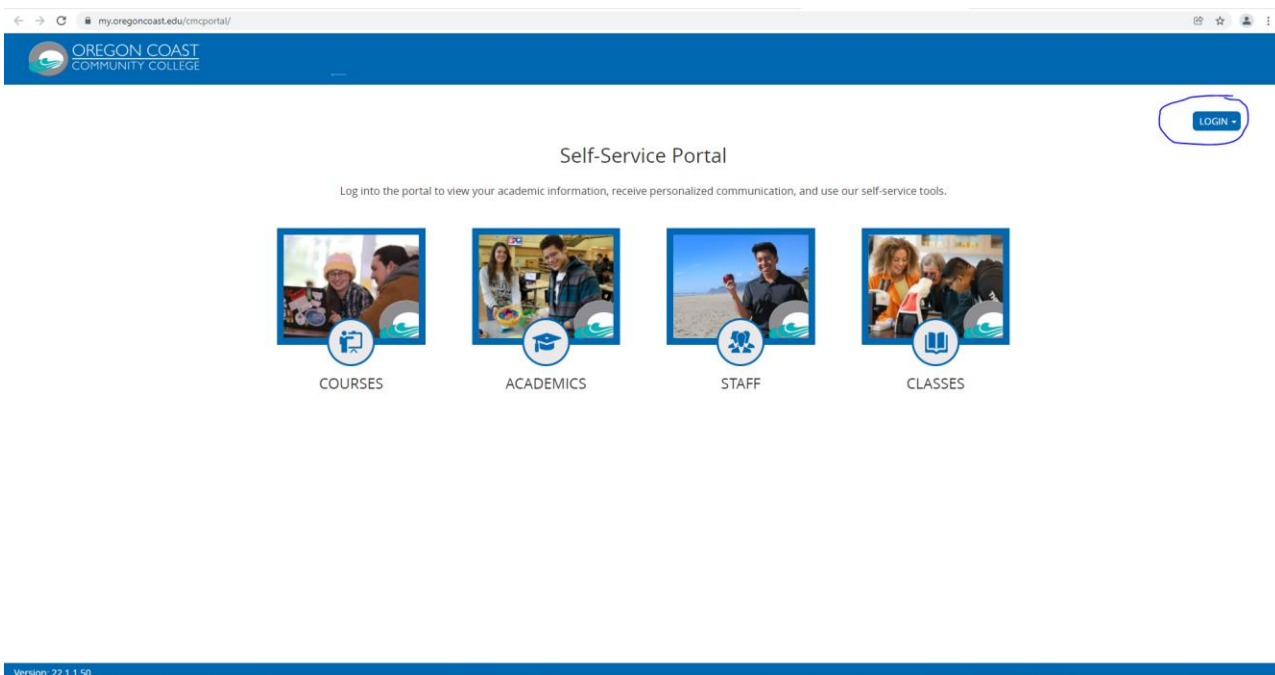 my.oregoncoast.edu/cmcportal/
OREGON COAST
COMMUNITY COLLEGE
LOGIN
Self-Service Portal
Log into the portal to view your academic information, receive personalized communication, and use our self-service tools.
COURSES
ACADEMICS
STAFF
CLASSES
Version: 22.1.1.50